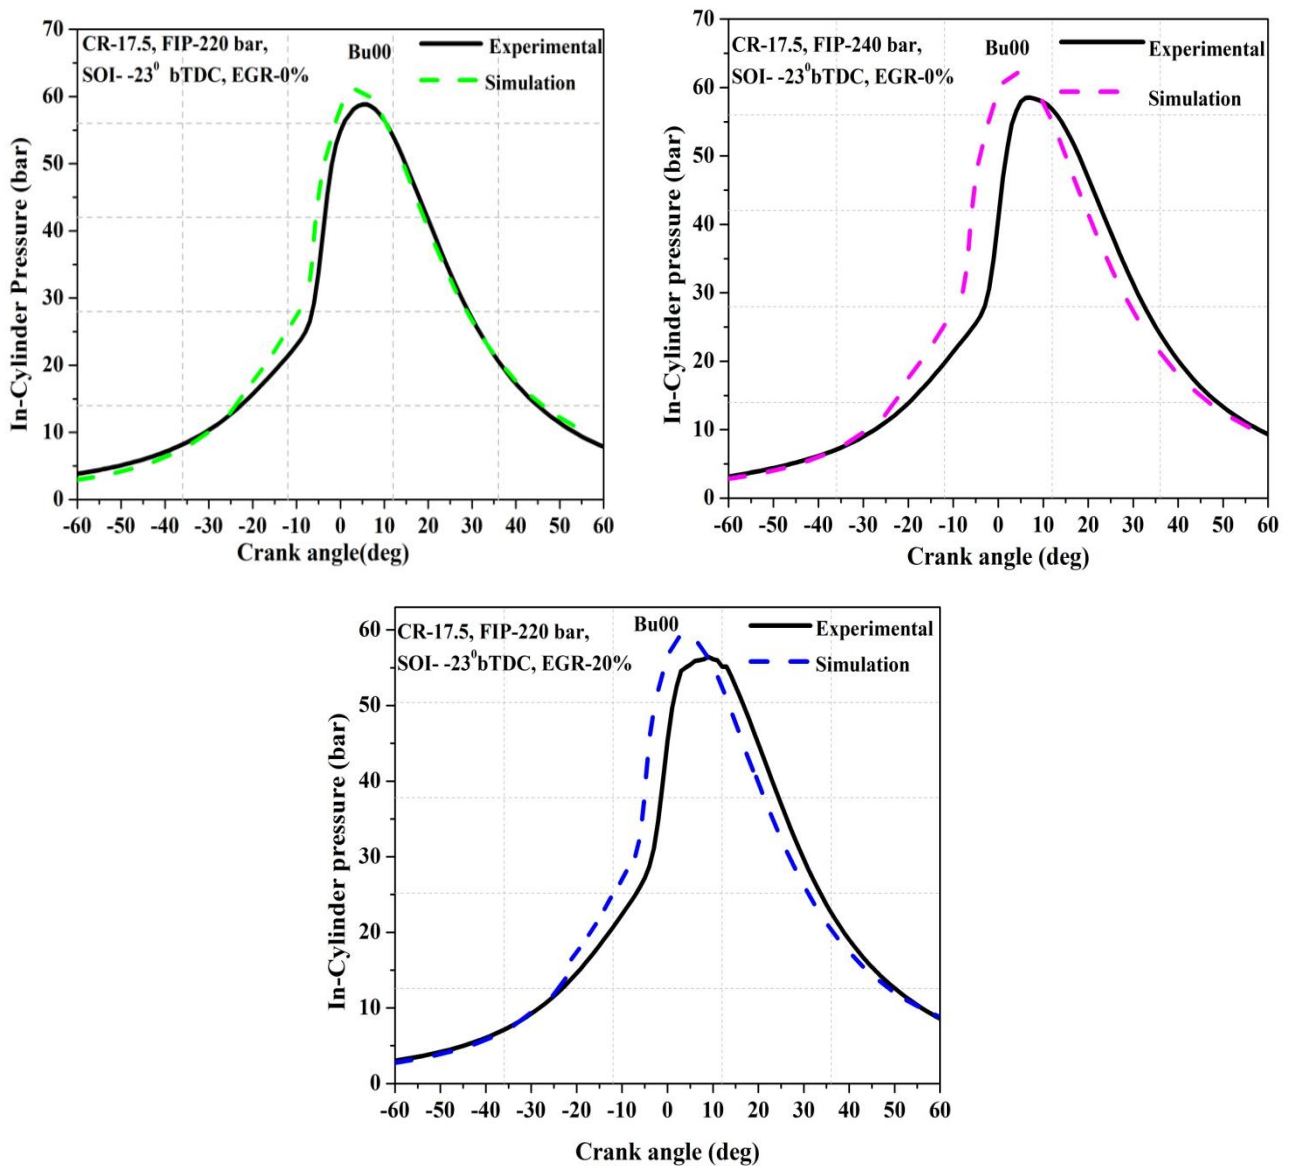 CR-17.5, FIP-220 bar,
SOI- -23⁰ bTDC, EGR-0%
Bu00
Experimental
Simulation
In-Cylinder Pressure (bar)
70
60
50
40
30
20
10
0
-60 -50 -40 -30 -20 -10 0 10 20 30 40 50 60
Crank angle(deg)
CR-17.5, FIP-240 bar,
SOI- -23⁰bTDC, EGR-0%
Bu00
Experimental
Simulation
In-Cylinder pressure (bar)
70
60
50
40
30
20
10
0
-60 -50 -40 -30 -20 -10 0 10 20 30 40 50 60
Crank angle (deg)
CR-17.5, FIP-220 bar,
SOI- -23⁰bTDC, EGR-20%
Bu00
Experimental
Simulation
In-Cylinder pressure (bar)
60
50
40
30
20
10
0
-60 -50 -40 -30 -20 -10 0 10 20 30 40 50 60
Crank angle (deg)